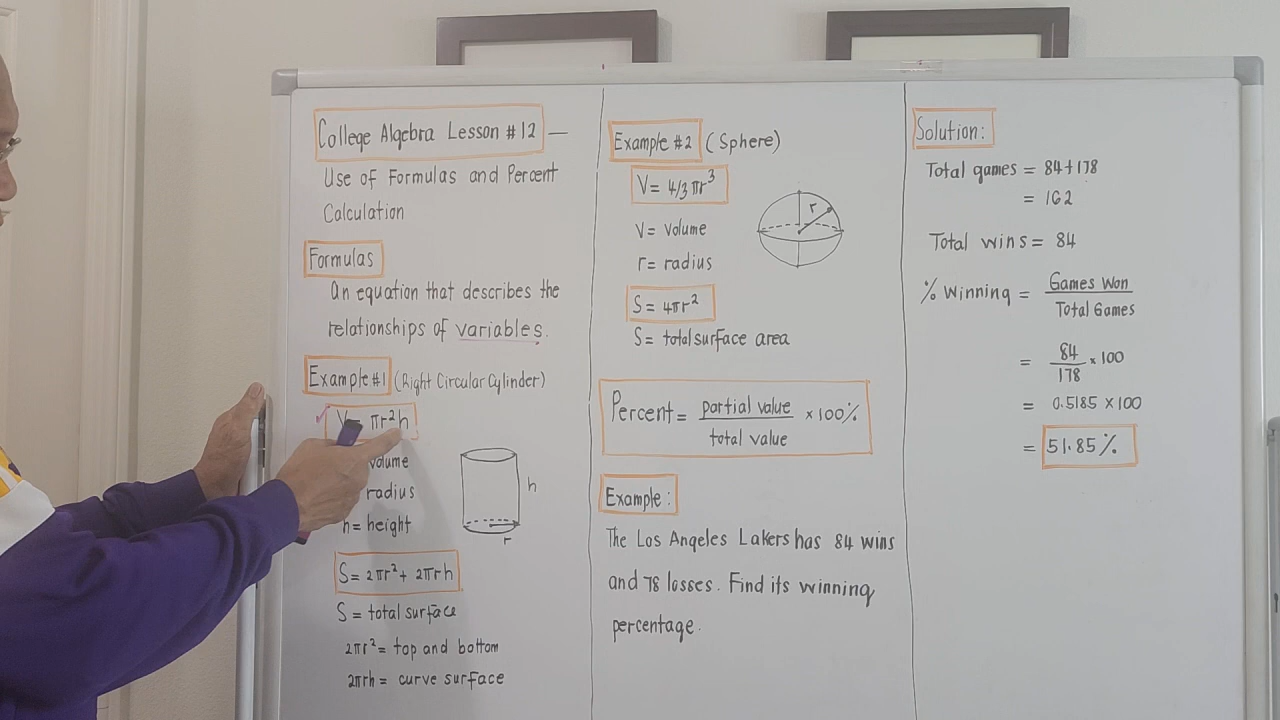 College Algebra Lesson #12 —
Use of Formulas and Percent
Calculation
Formulas
An equation that describes the
relationships of variables.
Example #1 (Right Circular Cylinder)
V = πr²h
volume
radius
h
h = height
r
S = 2πr² + 2πrh
S = total surface
2πr² = top and bottom
2πrh = curve surface
Example #2 (Sphere)
V = 4/3 πr³
r
V = volume
r = radius
S = 4πr²
S = total surface area
Percent = partial value / total value × 100%
Example:
The Los Angeles Lakers has 84 wins
and 78 losses. Find its winning
percentage.
Solution:
Total games = 84+178
= 162
Total wins = 84
% Winning = Games Won / Total Games
= 84 / 178 × 100
= 0.5185 × 100
= 51.85%